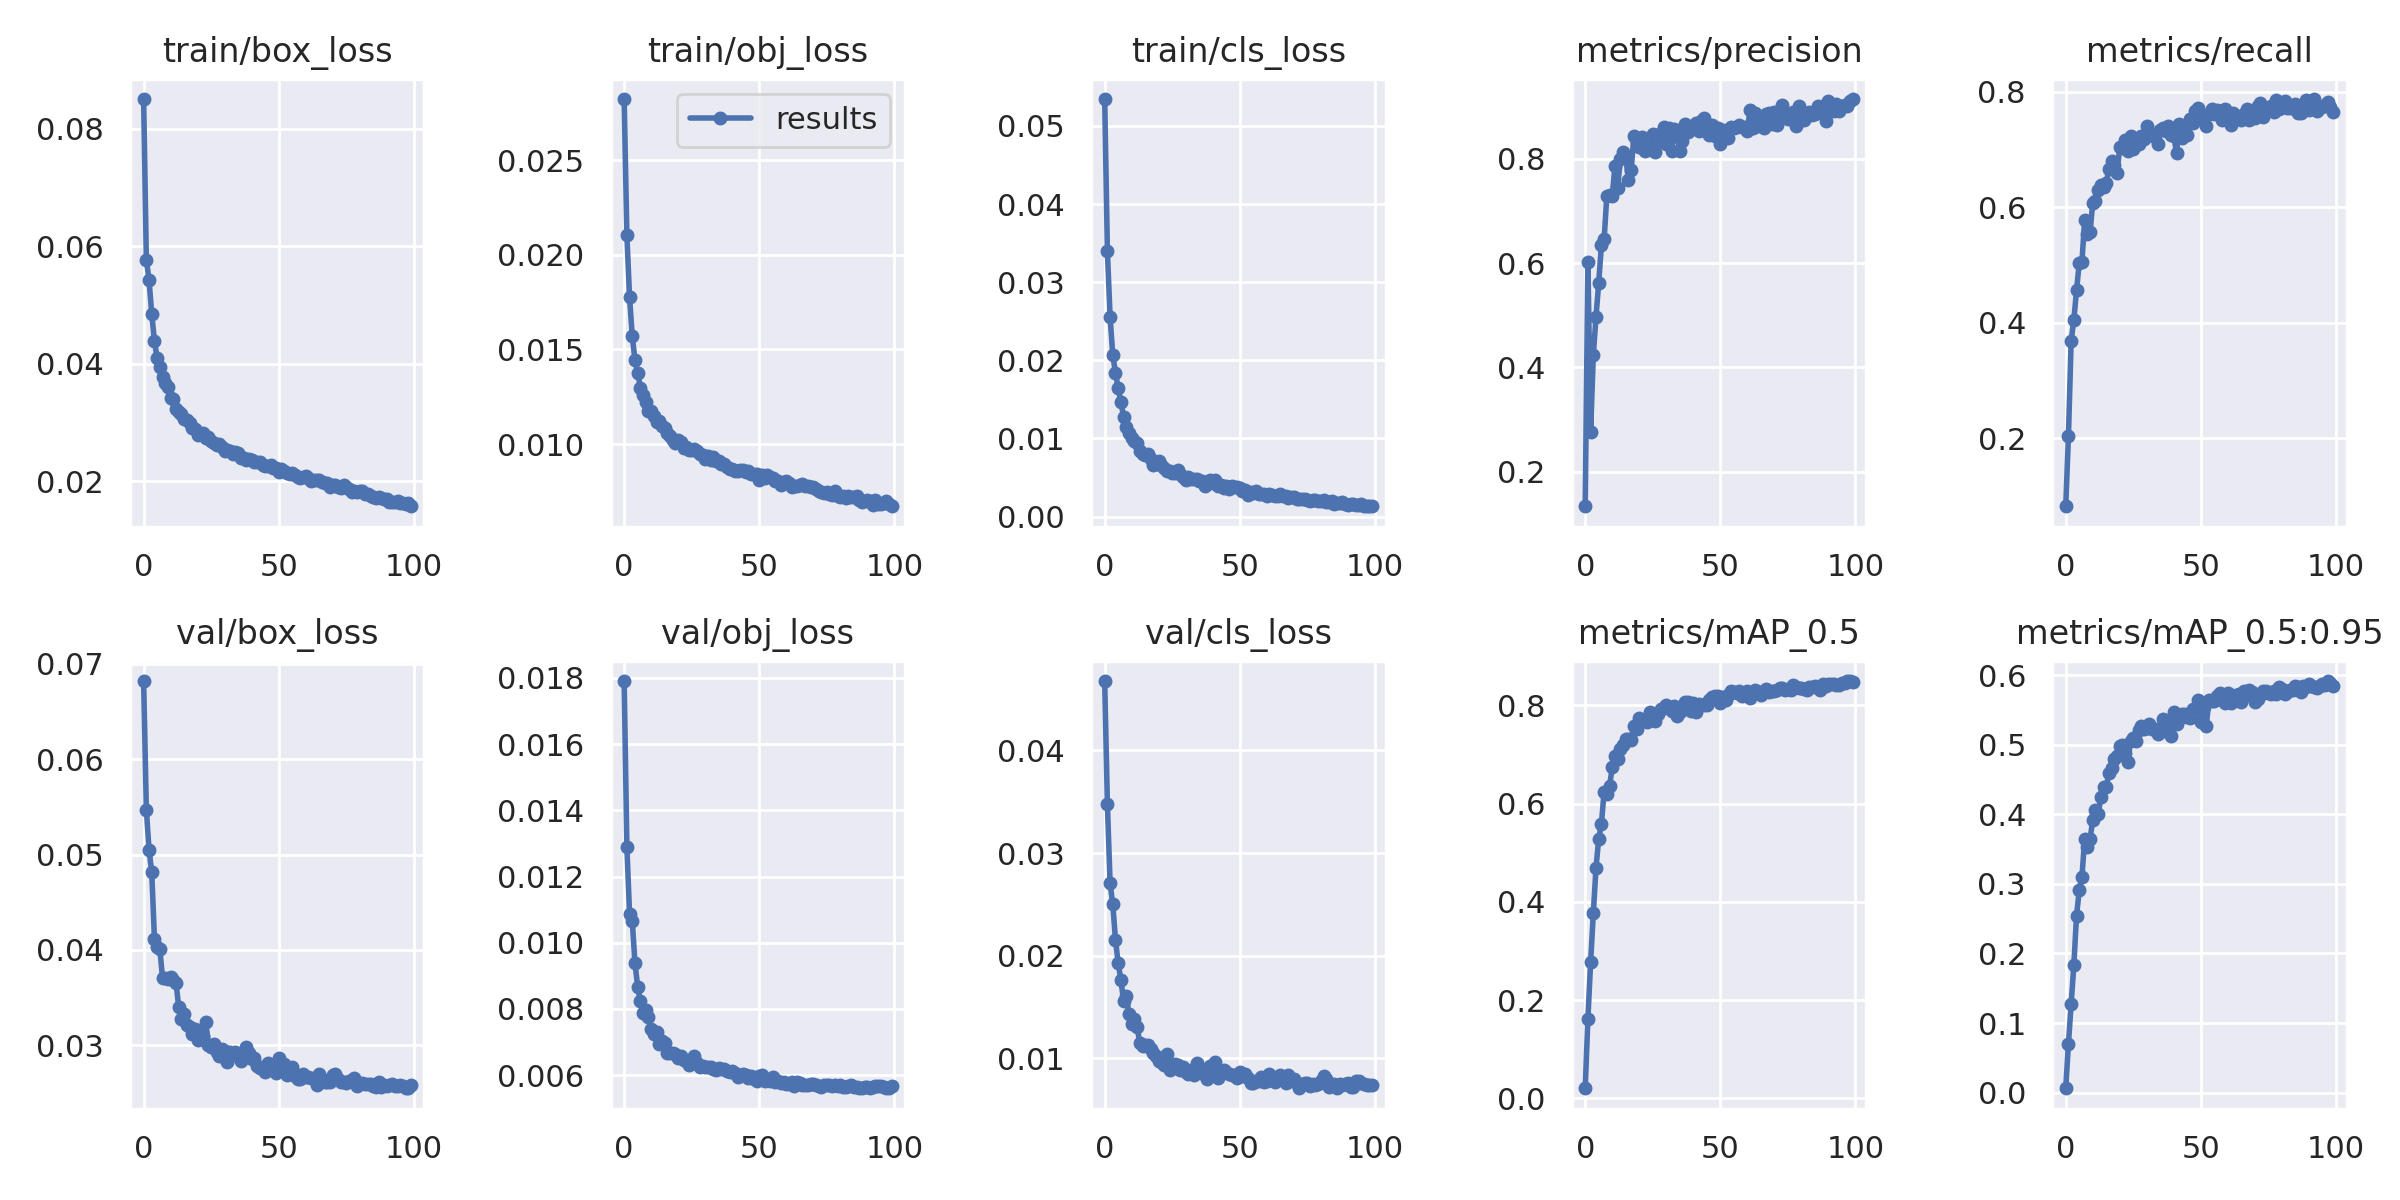 train/box_loss
0.08
0.06
0.04
0.02
0 50 100
train/obj_loss
results
0.025
0.020
0.015
0.010
0 50 100
train/cls_loss
0.05
0.04
0.03
0.02
0.01
0.00
0 50 100
metrics/precision
0.8
0.6
0.4
0.2
0 50 100
metrics/recall
0.8
0.6
0.4
0.2
0 50 100
val/box_loss
0.07
0.06
0.05
0.04
0.03
0 50 100
val/obj_loss
0.018
0.016
0.014
0.012
0.010
0.008
0.006
0 50 100
val/cls_loss
0.04
0.03
0.02
0.01
0 50 100
metrics/mAP_0.5
0.8
0.6
0.4
0.2
0.0
0 50 100
metrics/mAP_0.5:0.95
0.6
0.5
0.4
0.3
0.2
0.1
0.0
0 50 100